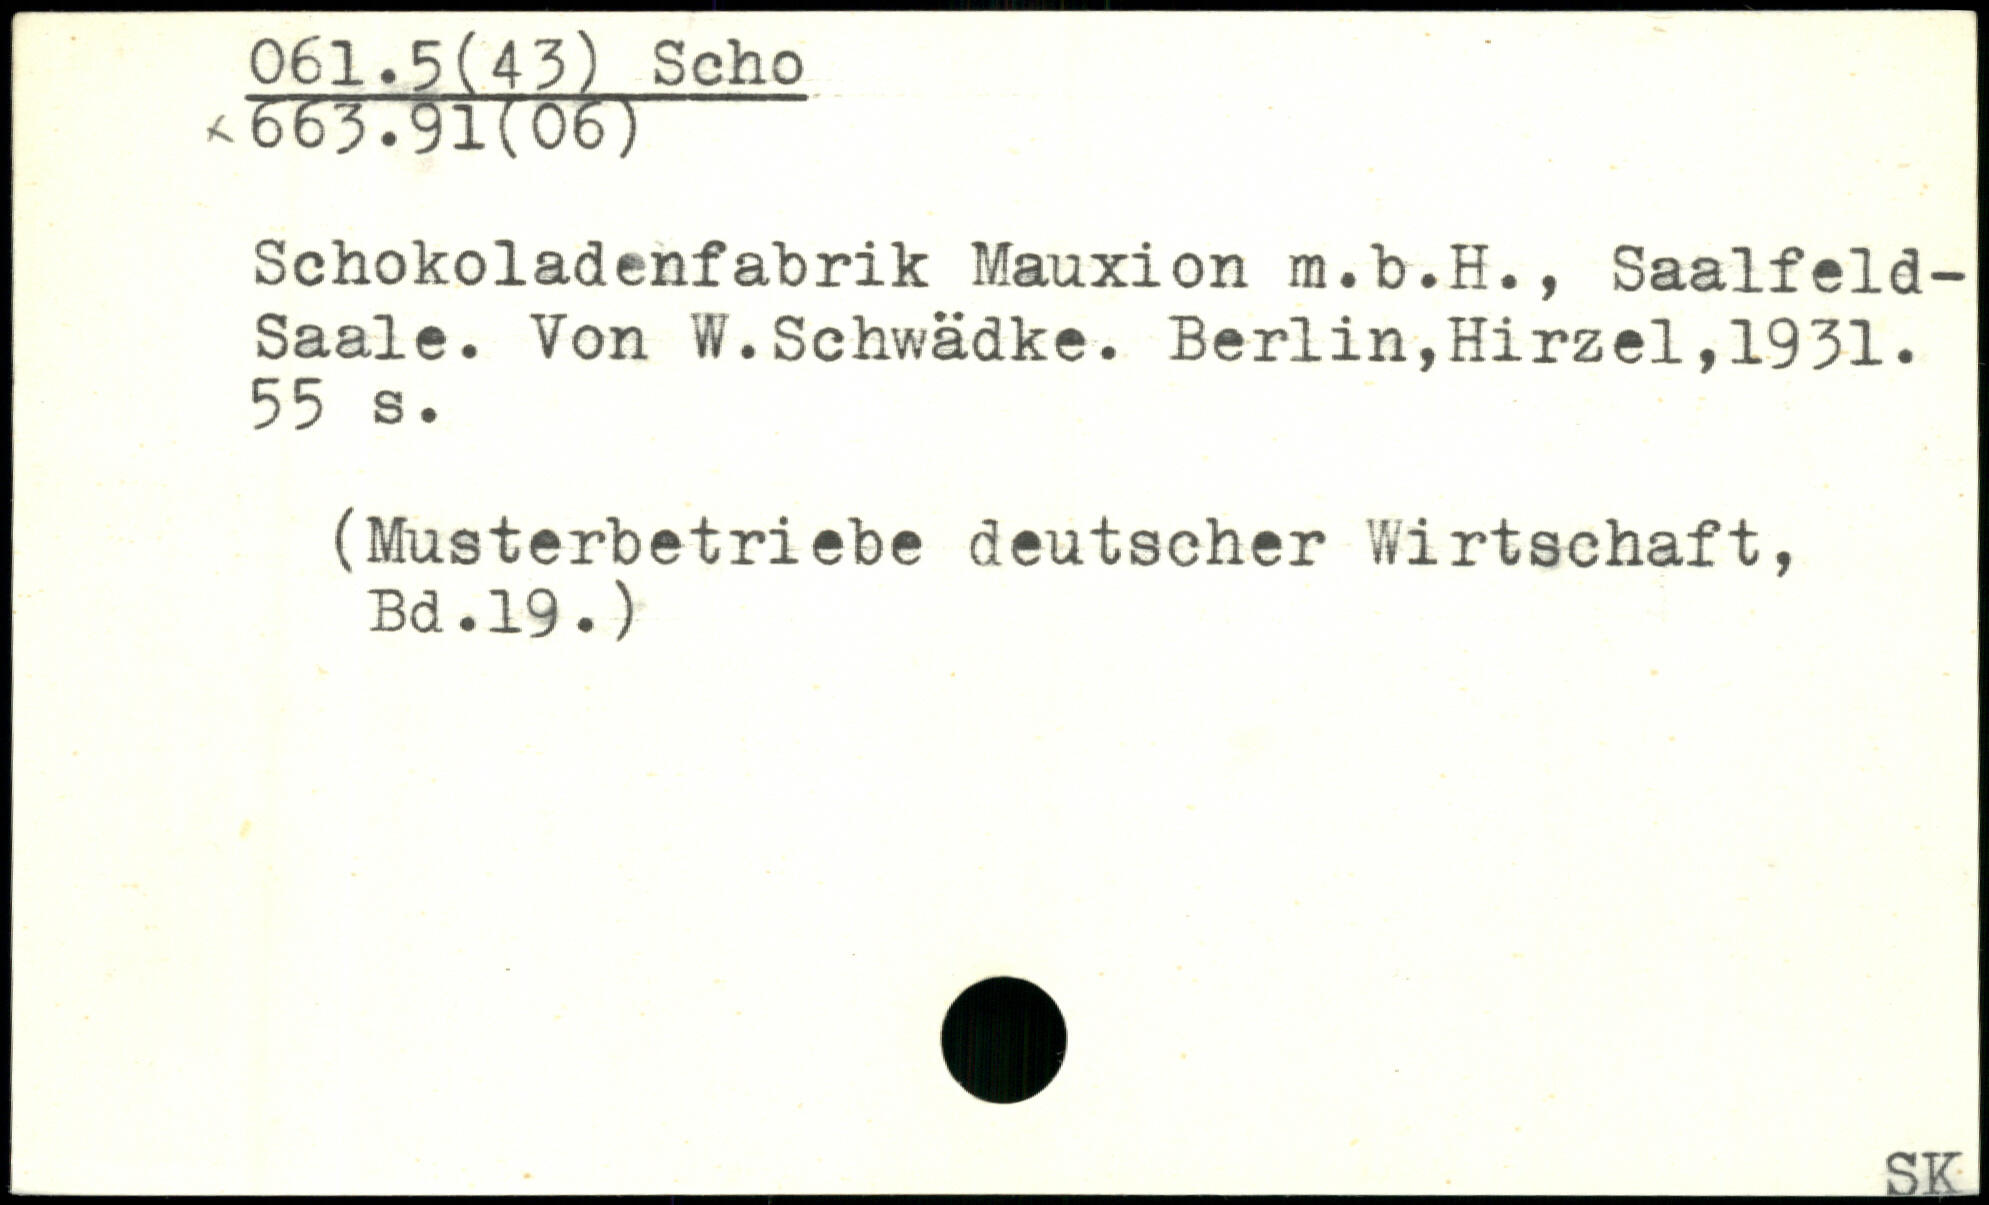 061.5(43) Scho
× 663.91(06)
Schokoladenfabrik Mauxion m.b.H., Saalfeld-
Saale. Von W.Schwädke. Berlin,Hirzel,1931.
55 s.
(Musterbetriebe deutscher Wirtschaft,
Bd.19.)
SK